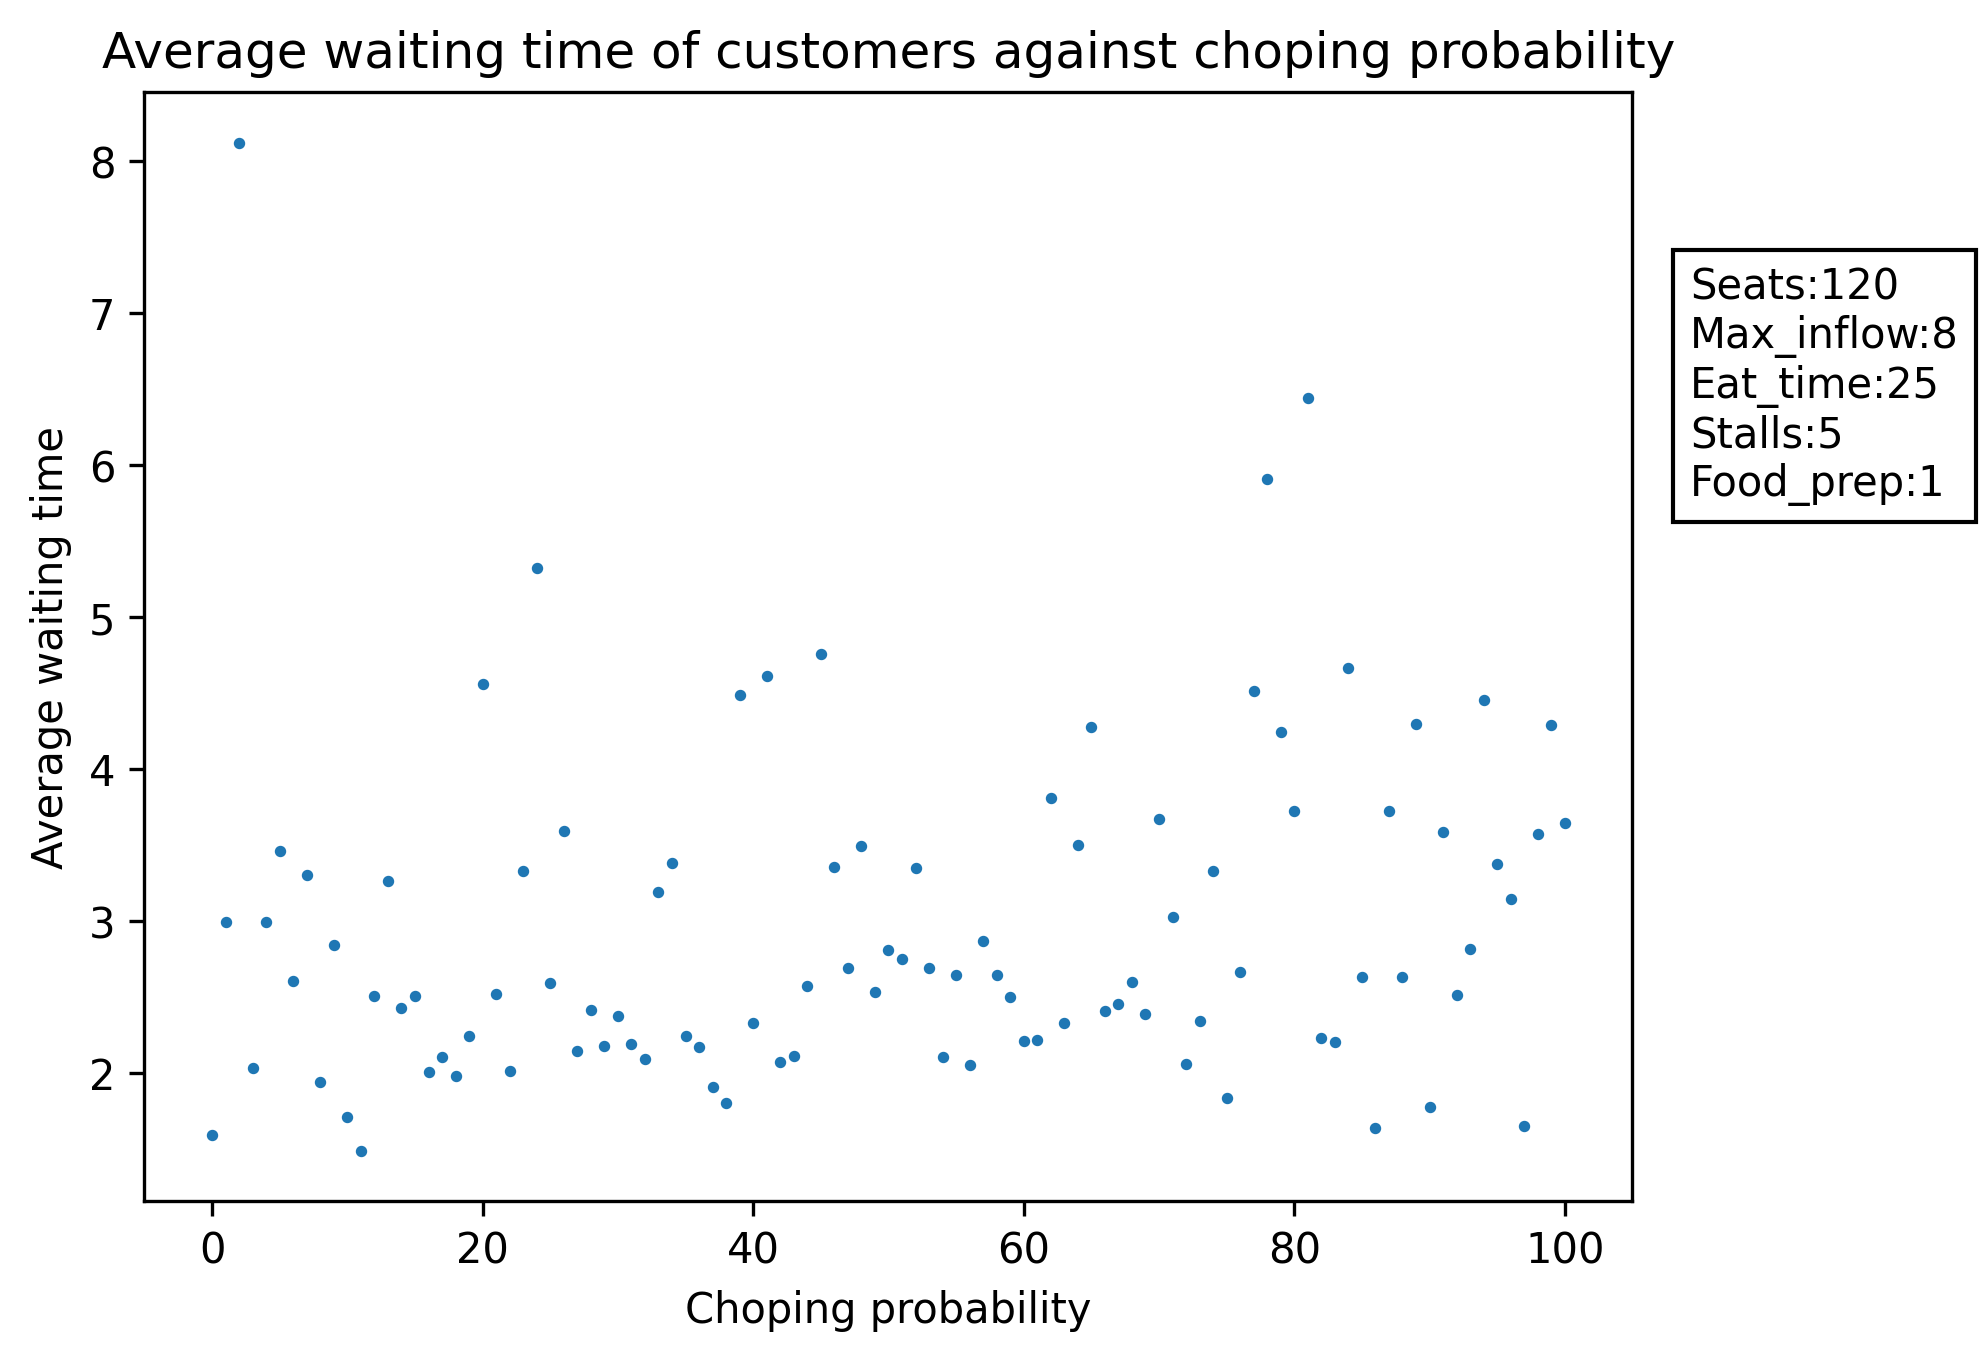 Average waiting time of customers against choping probability
8
7
6
5
4
3
2
Average waiting time
0 20 40 60 80 100
Choping probability
Seats:120
Max_inflow:8
Eat_time:25
Stalls:5
Food_prep:1